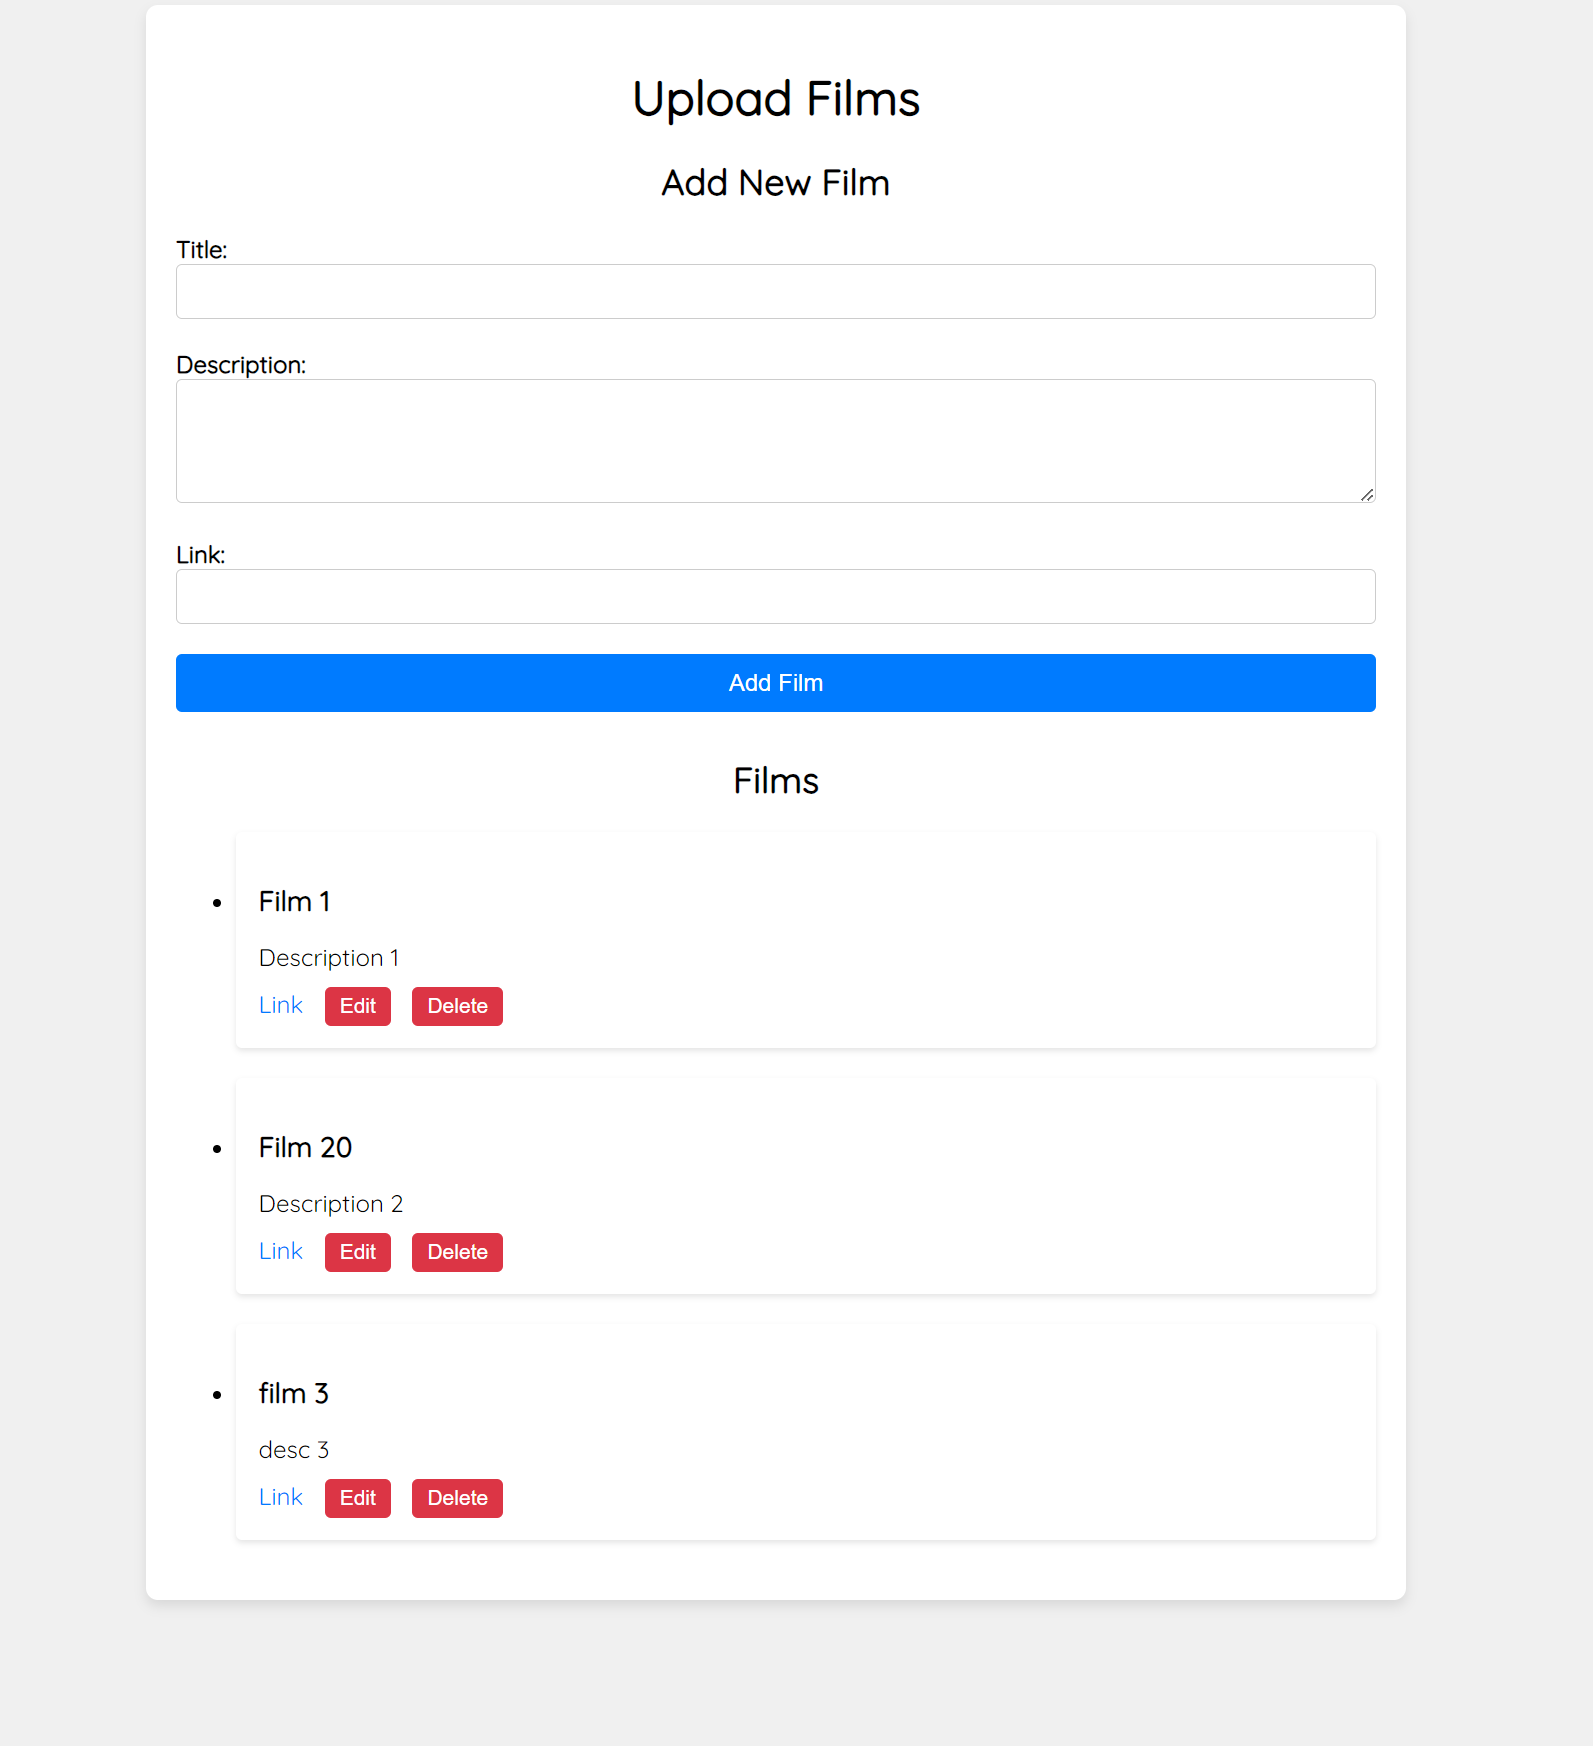 Upload Films
Add New Film
Title:
Description:
Link:
Add Film
Films
Film 1
Description 1
Link Edit Delete
Film 20
Description 2
Link Edit Delete
film 3
desc 3
Link Edit Delete